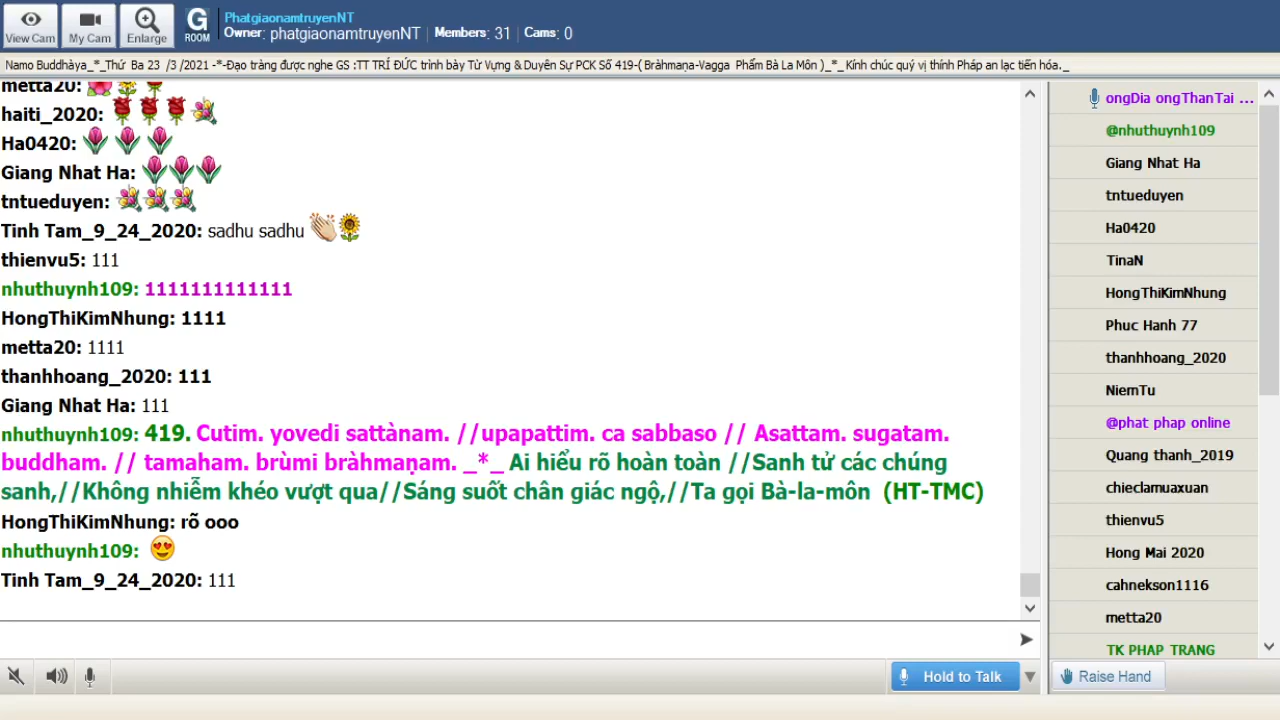 View Cam
My Cam
Enlarge
G
ROOM
PhatgiaonamtruyenNT
Owner: phatgiaonamtruyenNT | Members: 31 | Cams: 0
Namo Buddhàya_*_Thứ Ba 23 /3 /2021 -*-Đạo tràng được nghe GS :TT TRÍ ĐỨC trình bày Từ Vựng & Duyên Sự PCK Số 419-( Bràhmaṇa-Vagga Phẩm Bà La Môn )_*_ Kính chúc quý vị thính Pháp an lạc tiến hóa._
metta20:
haiti_2020:
Ha0420:
Giang Nhat Ha:
tntueduyen:
Tinh Tam_9_24_2020: sadhu sadhu
thienvu5: 111
nhuthuynh109: 1111111111111
HongThiKimNhung: 1111
metta20: 1111
thanhhoang_2020: 111
Giang Nhat Ha: 111
nhuthuynh109: 419. Cutim. yovedi sattànam. //upapattim. ca sabbaso // Asattam. sugatam.
buddham. // tamaham. brùmi bràhmaṇam. _*_ Ai hiểu rõ hoàn toàn //Sanh tử các chúng
sanh,//Không nhiễm khéo vượt qua//Sáng suốt chân giác ngộ,//Ta gọi Bà-la-môn (HT-TMC)
HongThiKimNhung: rõ ooo
nhuthuynh109:
Tinh Tam_9_24_2020: 111
Hold to Talk
ongDia ongThanTai ...
@nhuthuynh109
Giang Nhat Ha
tntueduyen
Ha0420
TinaN
HongThiKimNhung
Phuc Hanh 77
thanhhoang_2020
NiemTu
@phat phap online
Quang thanh_2019
chieclamuaxuan
thienvu5
Hong Mai 2020
cahnekson1116
metta20
TK PHAP TRANG
Raise Hand